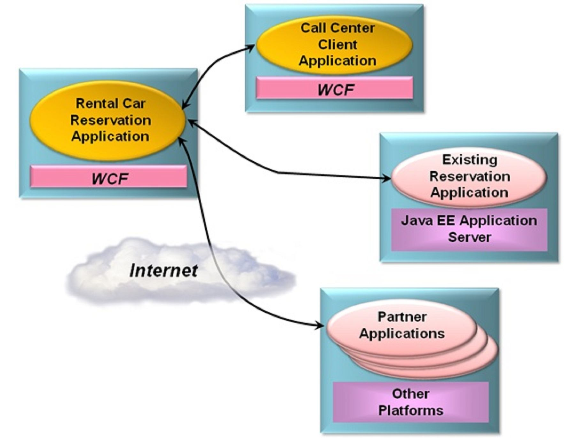 Call Center
Client
Application
WCF
Rental Car
Reservation
Application
WCF
Existing
Reservation
Application
Java EE Application
Server
Internet
Partner
Applications
Other
Platforms